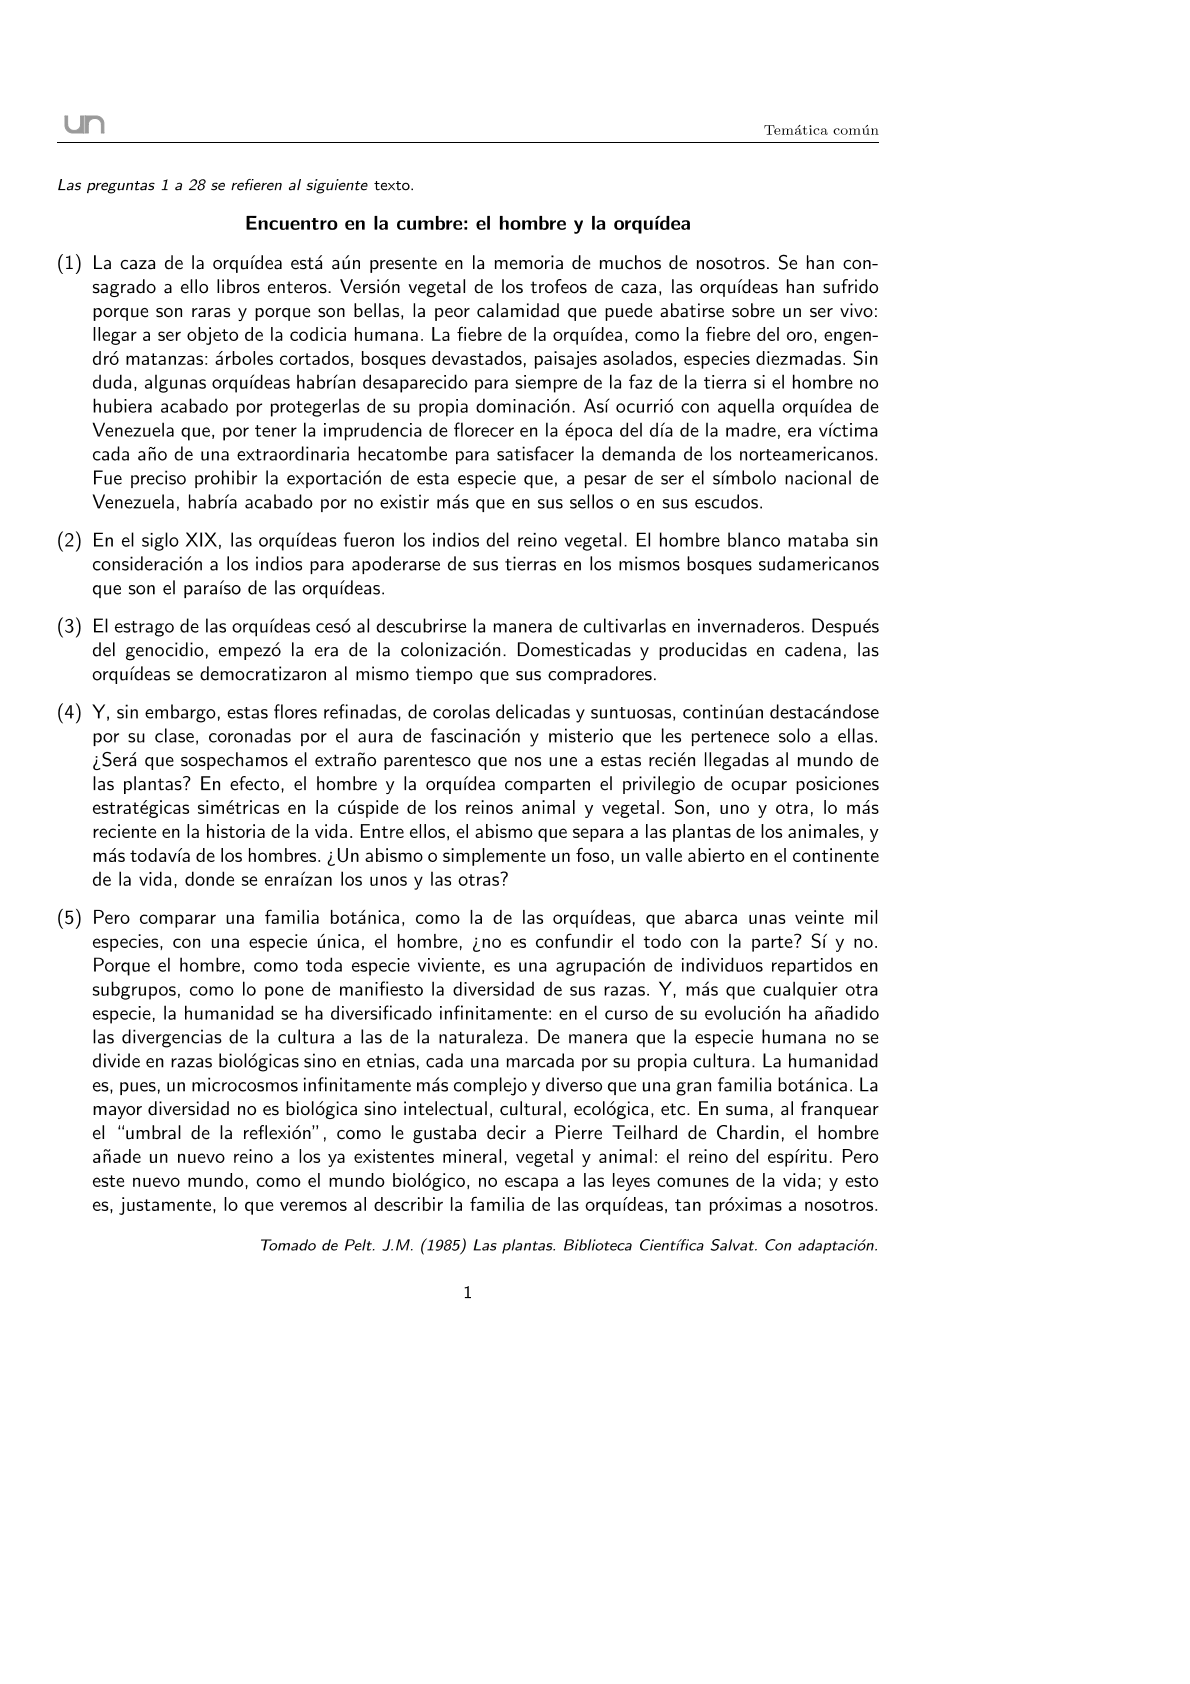 un
Temática común
Las preguntas 1 a 28 se refieren al siguiente texto.
Encuentro en la cumbre: el hombre y la orquídea
(1) La caza de la orquídea está aún presente en la memoria de muchos de nosotros. Se han con-
sagrado a ello libros enteros. Versión vegetal de los trofeos de caza, las orquídeas han sufrido
porque son raras y porque son bellas, la peor calamidad que puede abatirse sobre un ser vivo:
llegar a ser objeto de la codicia humana. La fiebre de la orquídea, como la fiebre del oro, engen-
dró matanzas: árboles cortados, bosques devastados, paisajes asolados, especies diezmadas. Sin
duda, algunas orquídeas habrían desaparecido para siempre de la faz de la tierra si el hombre no
hubiera acabado por protegerlas de su propia dominación. Así ocurrió con aquella orquídea de
Venezuela que, por tener la imprudencia de florecer en la época del día de la madre, era víctima
cada año de una extraordinaria hecatombe para satisfacer la demanda de los norteamericanos.
Fue preciso prohibir la exportación de esta especie que, a pesar de ser el símbolo nacional de
Venezuela, habría acabado por no existir más que en sus sellos o en sus escudos.
(2) En el siglo XIX, las orquídeas fueron los indios del reino vegetal. El hombre blanco mataba sin
consideración a los indios para apoderarse de sus tierras en los mismos bosques sudamericanos
que son el paraíso de las orquídeas.
(3) El estrago de las orquídeas cesó al descubrirse la manera de cultivarlas en invernaderos. Después
del genocidio, empezó la era de la colonización. Domesticadas y producidas en cadena, las
orquídeas se democratizaron al mismo tiempo que sus compradores.
(4) Y, sin embargo, estas flores refinadas, de corolas delicadas y suntuosas, continúan destacándose
por su clase, coronadas por el aura de fascinación y misterio que les pertenece solo a ellas.
¿Será que sospechamos el extraño parentesco que nos une a estas recién llegadas al mundo de
las plantas? En efecto, el hombre y la orquídea comparten el privilegio de ocupar posiciones
estratégicas simétricas en la cúspide de los reinos animal y vegetal. Son, uno y otra, lo más
reciente en la historia de la vida. Entre ellos, el abismo que separa a las plantas de los animales, y
más todavía de los hombres. ¿Un abismo o simplemente un foso, un valle abierto en el continente
de la vida, donde se enraízan los unos y las otras?
(5) Pero comparar una familia botánica, como la de las orquídeas, que abarca unas veinte mil
especies, con una especie única, el hombre, ¿no es confundir el todo con la parte? Sí y no.
Porque el hombre, como toda especie viviente, es una agrupación de individuos repartidos en
subgrupos, como lo pone de manifiesto la diversidad de sus razas. Y, más que cualquier otra
especie, la humanidad se ha diversificado infinitamente: en el curso de su evolución ha añadido
las divergencias de la cultura a las de la naturaleza. De manera que la especie humana no se
divide en razas biológicas sino en etnias, cada una marcada por su propia cultura. La humanidad
es, pues, un microcosmos infinitamente más complejo y diverso que una gran familia botánica. La
mayor diversidad no es biológica sino intelectual, cultural, ecológica, etc. En suma, al franquear
el “umbral de la reflexión”, como le gustaba decir a Pierre Teilhard de Chardin, el hombre
añade un nuevo reino a los ya existentes mineral, vegetal y animal: el reino del espíritu. Pero
este nuevo mundo, como el mundo biológico, no escapa a las leyes comunes de la vida; y esto
es, justamente, lo que veremos al describir la familia de las orquídeas, tan próximas a nosotros.
Tomado de Pelt. J.M. (1985) Las plantas. Biblioteca Científica Salvat. Con adaptación.
1